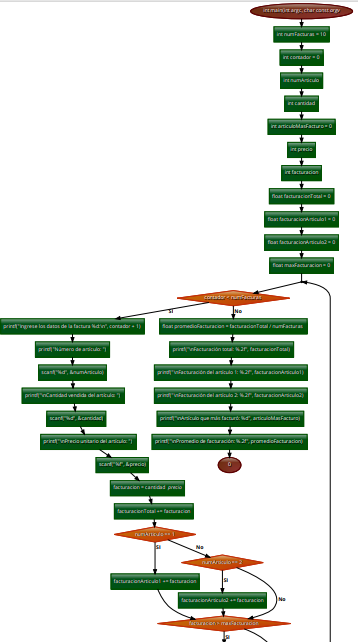 int main(int argc, char const *argv
int numFacturas = 10
int contador = 0
int numArticulo
int cantidad
int articuloMasFacturo = 0
int precio
int facturacion
float facturacionTotal = 0
float facturacionArticulo1 = 0
float facturacionArticulo2 = 0
float maxFacturacion = 0
contador < numFacturas
Si
No
printf("Ingrese los datos de la factura %d:\n", contador + 1)
float promedioFacturacion = facturacionTotal / numFacturas
printf("Número de artículo: ")
printf("\nFacturación total: %.2f", facturacionTotal)
scanf("%d", &numArticulo)
printf("\nFacturación del artículo 1: %.2f", facturacionArticulo1)
printf("\nCantidad vendida del artículo: ")
printf("\nFacturación del artículo 2: %.2f", facturacionArticulo2)
scanf("%d", &cantidad)
printf("\nArtículo que más facturó: %d", articuloMasFacturo)
printf("\nPrecio unitario del artículo: ")
printf("\nPromedio de facturación: %.2f", promedioFacturacion)
scanf("%f", &precio)
0
facturacion = cantidad precio
facturacionTotal += facturacion
numArticulo == 1
Si
No
numArticulo == 2
facturacionArticulo1 += facturacion
Si
No
facturacionArticulo2 += facturacion
facturacion > maxFacturacion
Si